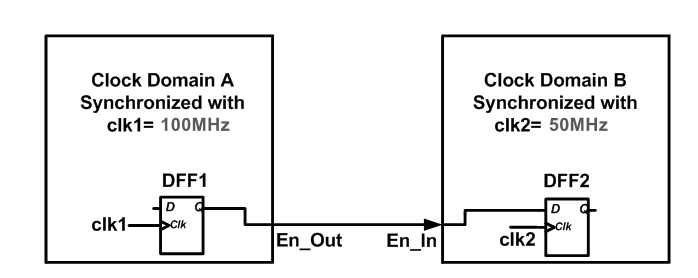 Clock Domain A
Synchronized with
clk1= 100MHz
Clock Domain B
Synchronized with
clk2= 50MHz
DFF1
D Q
clk1 Clk
DFF2
D Q
clk2 Clk
En_Out
En_In